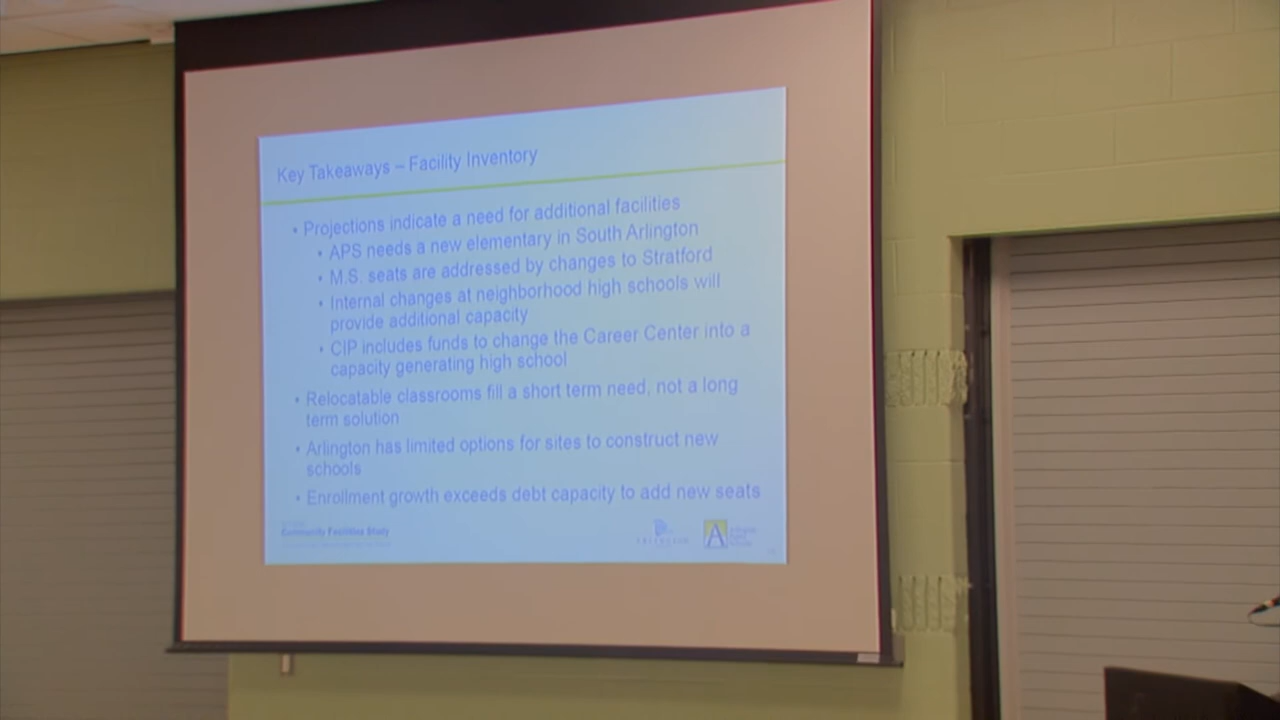 Key Takeaways – Facility Inventory
• Projections indicate a need for additional facilities
• APS needs a new elementary in South Arlington
• M.S. seats are addressed by changes to Stratford
• Internal changes at neighborhood high schools will
provide additional capacity
• CIP includes funds to change the Career Center into a
capacity generating high school
• Relocatable classrooms fill a short term need, not a long
term solution
• Arlington has limited options for sites to construct new
schools
• Enrollment growth exceeds debt capacity to add new seats
Community Facilities Study
ARLINGTON
A
Arlington
Public
Schools